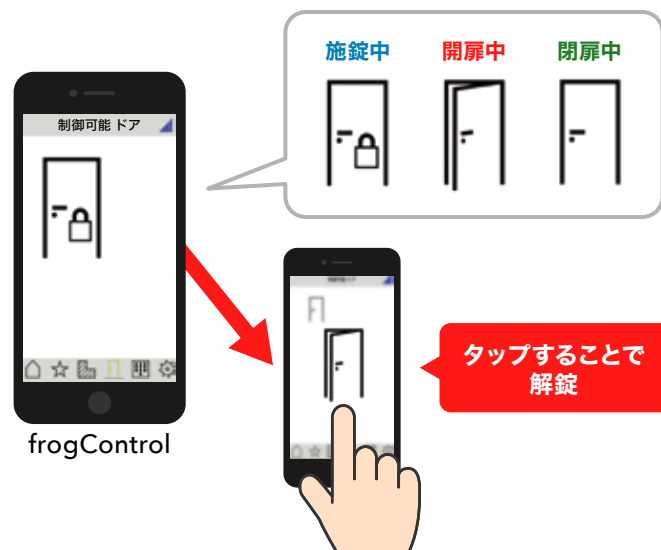 施錠中 開扉中 閉扉中
制御可能 ドア
タップすることで
解錠
frogControl